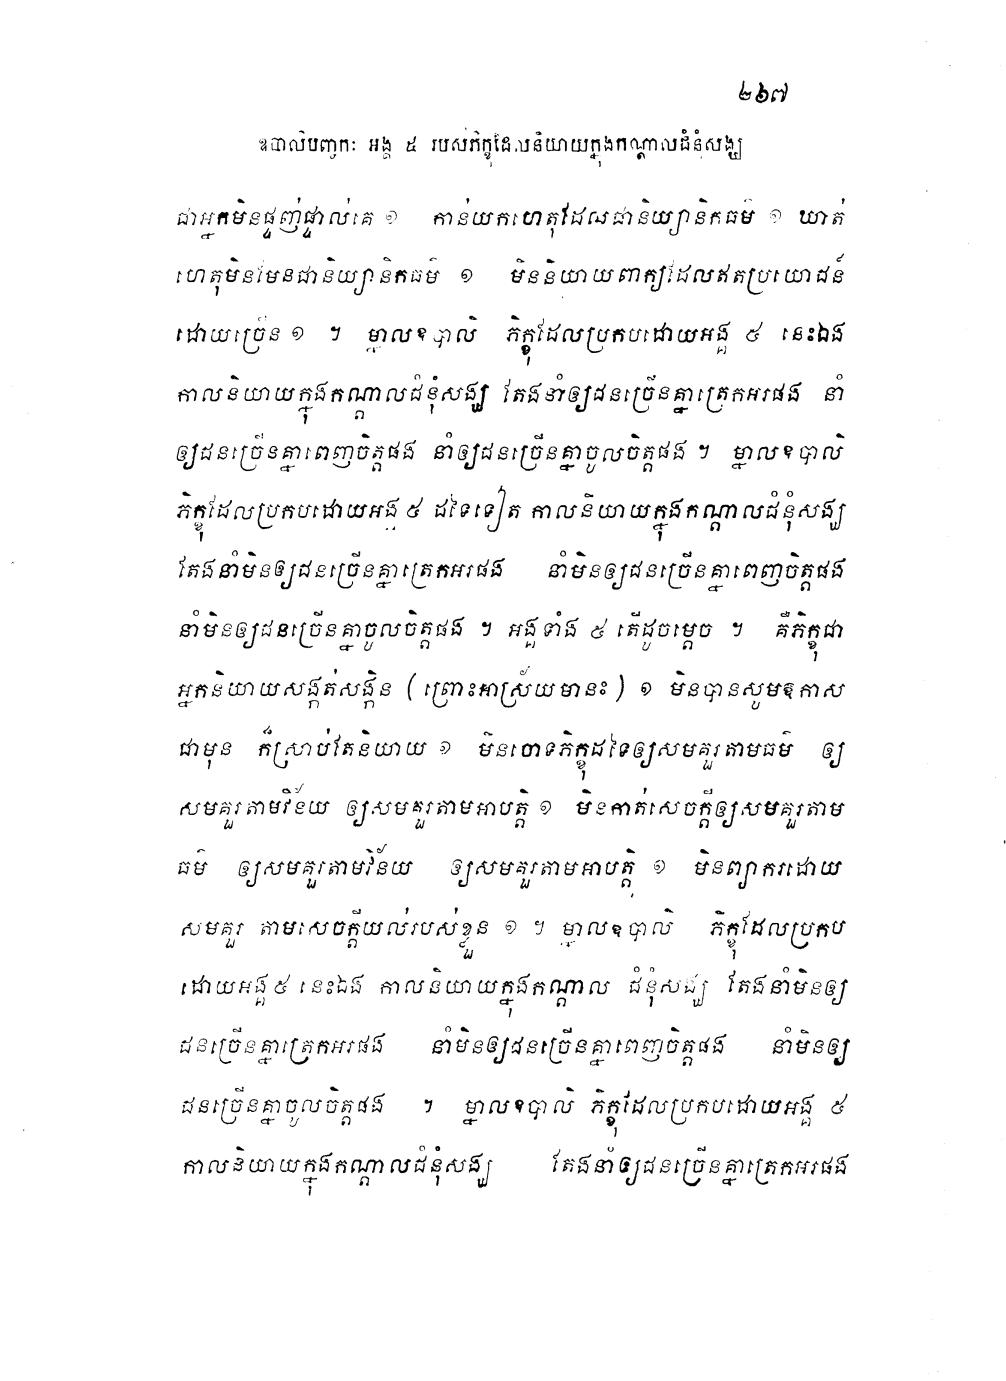 ២៦៧
ឧបាលិបញ្ចកៈ អង្គ ៥ របស់ភិក្ខុដែលនិយាយក្នុងកណ្តាលជំនុំសង្ឃ
ជាអ្នកមិនផ្ចួញផ្ចាល់គេ ១ កាន់យកហេតុដែលជានិយ្យានិកធម៌ ១ ឃាត់
ហេតុមិនមែនជានិយ្យានិកធម៌ ១ មិននិយាយពាក្យដែលឥតប្រយោជន៍
ដោយច្រើន ១ ។ ម្នាលឧបាលិ ភិក្ខុដែលប្រកបដោយអង្គ ៥ នេះឯង
កាលនិយាយក្នុងកណ្តាលជំនុំសង្ឃ តែងនាំឲ្យជនច្រើនគ្នាត្រេកអរផង នាំ
ឲ្យជនច្រើនគ្នាពេញចិត្តផង នាំឲ្យជនច្រើនគ្នាចូលចិត្តផង ។ ម្នាលឧបាលិ
ភិក្ខុដែលប្រកបដោយអង្គ ៥ ដទៃទៀត កាលនិយាយក្នុងកណ្តាលជំនុំសង្ឃ
តែងនាំមិនឲ្យជនច្រើនគ្នាត្រេកអរផង នាំមិនឲ្យជនច្រើនគ្នាពេញចិត្តផង
នាំមិនឲ្យជនច្រើនគ្នាចូលចិត្តផង ។ អង្គទាំង ៥ តើដូចម្តេច ។ គឺភិក្ខុជា
អ្នកនិយាយសង្កត់សង្កិន (ព្រោះអាស្រ័យមានះ) ១ មិនបានសូមឱកាស
ជាមុន ក៏ស្រាប់តែនិយាយ ១ មិនចោទភិក្ខុដទៃឲ្យសមគួរតាមធម៌ ឲ្យ
សមគួរតាមវិន័យ ឲ្យសមគួរតាមអាបត្តិ ១ មិនកាត់សេចក្តីឲ្យសមគួរតាម
ធម៌ ឲ្យសមគួរតាមវិន័យ ឲ្យសមគួរតាមអាបត្តិ ១ មិនព្យាករដោយ
សមគួរ តាមសេចក្តីយល់របស់ខ្លួន ១ ។ ម្នាលឧបាលិ ភិក្ខុដែលប្រកប
ដោយអង្គ ៥ នេះឯង កាលនិយាយក្នុងកណ្តាល ជំនុំសង្ឃ តែងនាំមិនឲ្យ
ជនច្រើនគ្នាត្រេកអរផង នាំមិនឲ្យជនច្រើនគ្នាពេញចិត្តផង នាំមិនឲ្យ
ជនច្រើនគ្នាចូលចិត្តផង ។ ម្នាលឧបាលិ ភិក្ខុដែលប្រកបដោយអង្គ ៥
កាលនិយាយក្នុងកណ្តាលជំនុំសង្ឃ តែងនាំឲ្យជនច្រើនគ្នាត្រេកអរផង